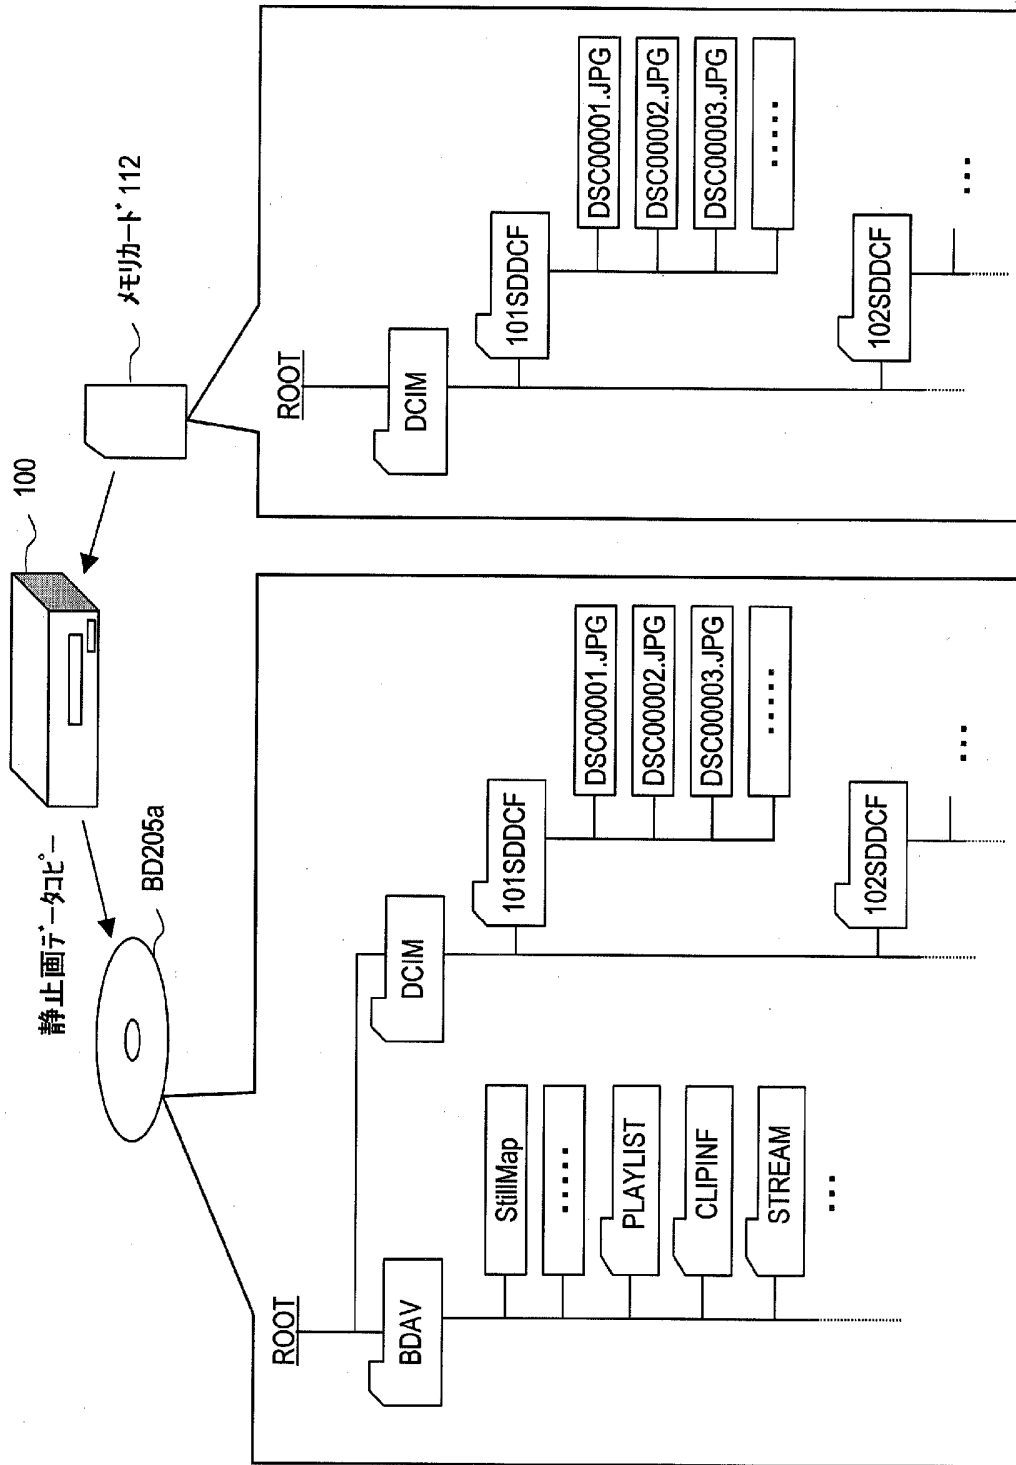 静止画データコピー
100
メモリカード112
BD205a
ROOT
BDAV
StillMap
.....
PLAYLIST
CLIPINF
STREAM
...
DCIM
101SDDCF
DSC00001.JPG
DSC00002.JPG
DSC00003.JPG
.....
102SDDCF
...
ROOT
DCIM
101SDDCF
DSC00001.JPG
DSC00002.JPG
DSC00003.JPG
.....
102SDDCF
...